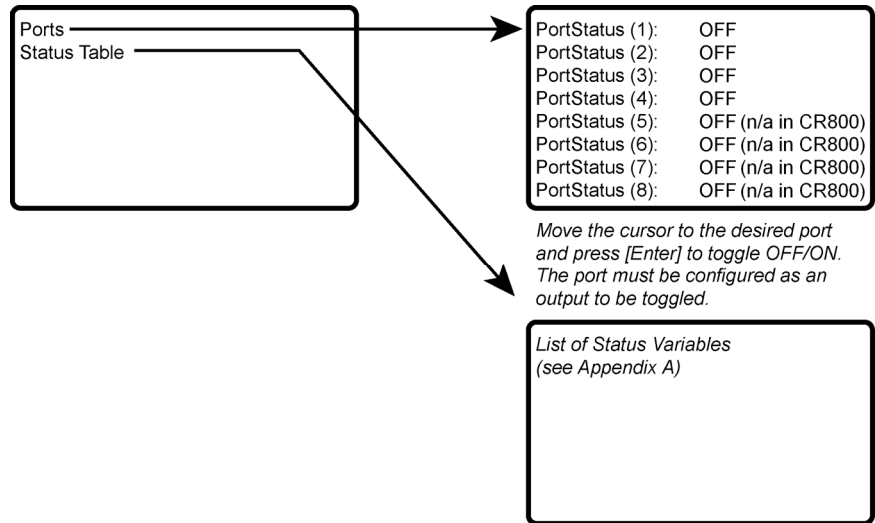 Ports
Status Table
PortStatus (1): OFF
PortStatus (2): OFF
PortStatus (3): OFF
PortStatus (4): OFF
PortStatus (5): OFF (n/a in CR800)
PortStatus (6): OFF (n/a in CR800)
PortStatus (7): OFF (n/a in CR800)
PortStatus (8): OFF (n/a in CR800)
Move the cursor to the desired port
and press [Enter] to toggle OFF/ON.
The port must be configured as an
output to be toggled.
List of Status Variables
(see Appendix A)